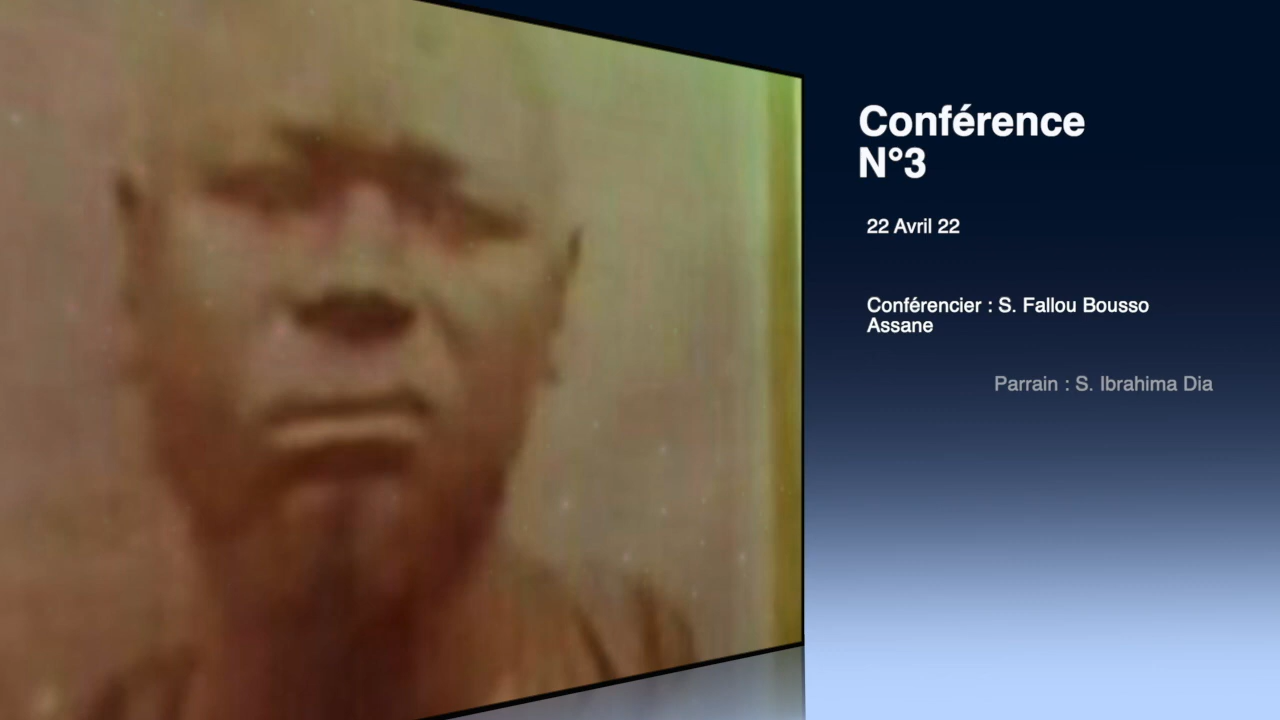 Conférence
N°3
22 Avril 22
Conférencier : S. Fallou Bousso
Assane
Parrain : S. Ibrahima Dia